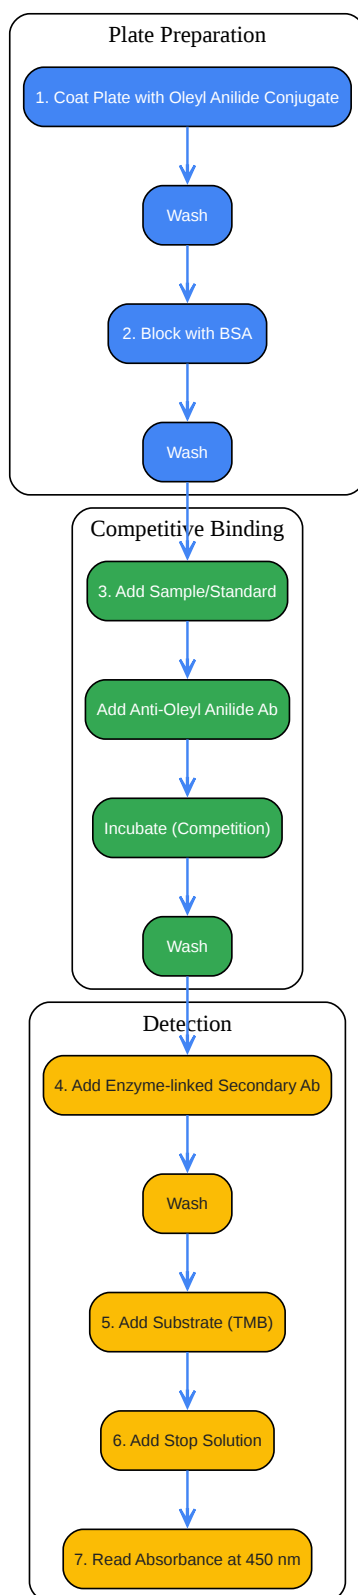 Plate Preparation
1. Coat Plate with Oleyl Anilide Conjugate
Wash
2. Block with BSA
Wash
Competitive Binding
3. Add Sample/Standard
Add Anti-Oleyl Anilide Ab
Incubate (Competition)
Wash
Detection
4. Add Enzyme-linked Secondary Ab
Wash
5. Add Substrate (TMB)
6. Add Stop Solution
7. Read Absorbance at 450 nm